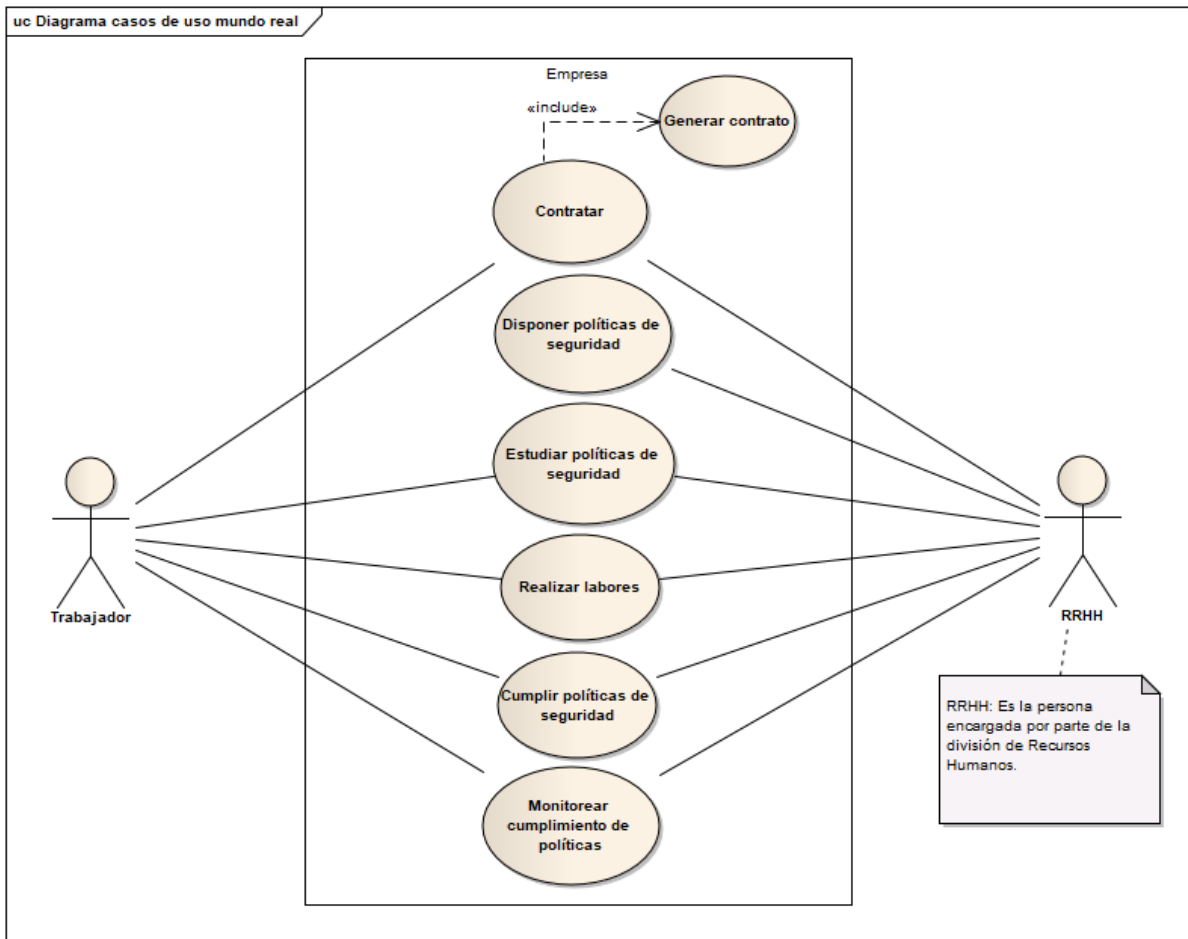 uc Diagrama casos de uso mundo real
Empresa
«include»
Generar contrato
Contratar
Disponer políticas de
seguridad
Estudiar políticas de
seguridad
Realizar labores
Trabajador
RRHH
Cumplir políticas de
seguridad
RRHH: Es la persona
encargada por parte de la
división de Recursos
Humanos.
Monitorear
cumplimiento de
políticas